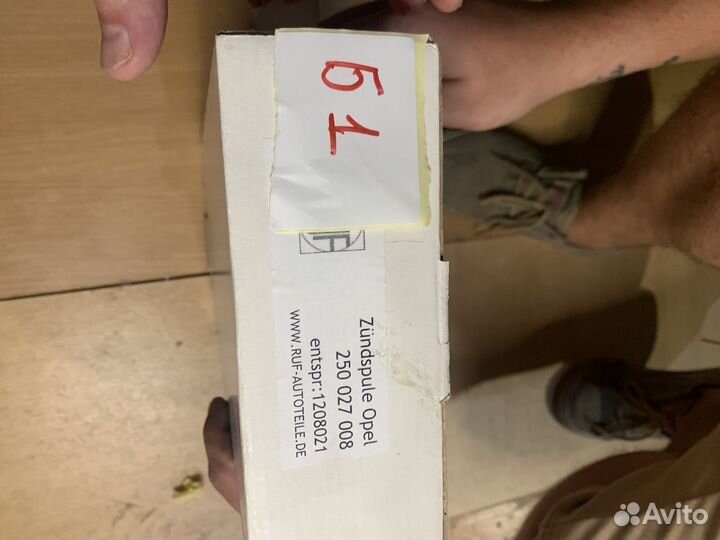 Б1
Zündspule Opel
250 027 008
entspr:1208021
WWW.RUF-AUTOTEILE.DE
Avito